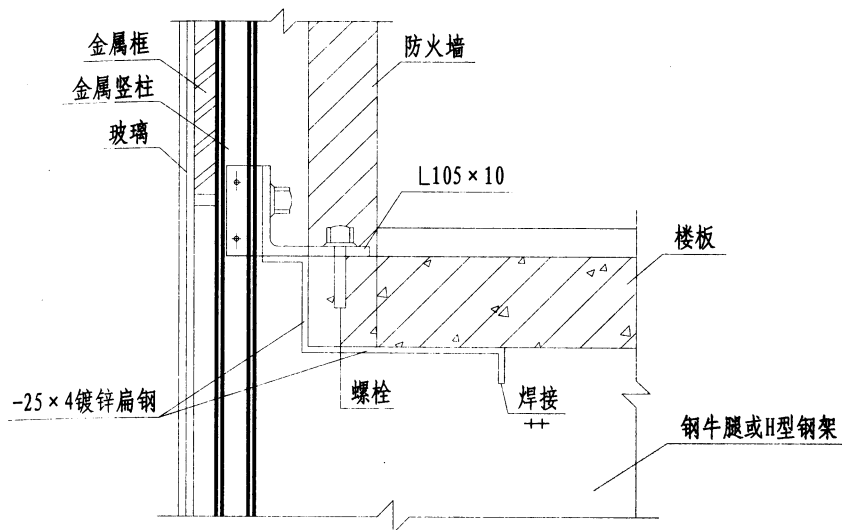 金属框
金属竖柱
玻璃
防火墙
L105×10
楼板
-25×4镀锌扁钢
螺栓
焊接
钢牛腿或H型钢架